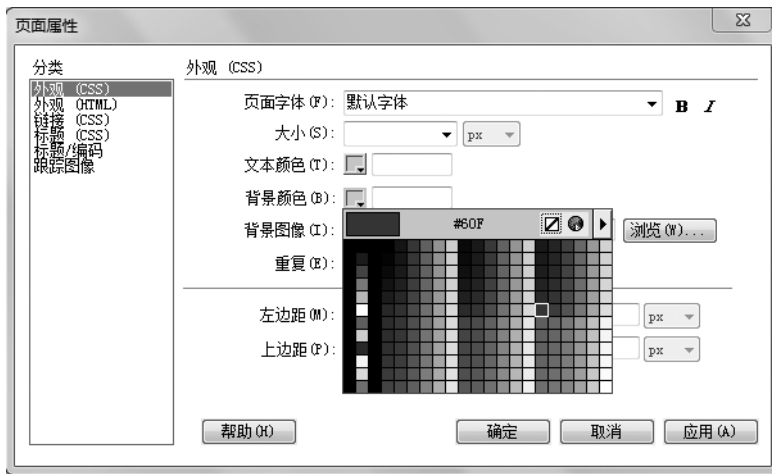 页面属性
分类
外观 (CSS)
外观 (HTML)
链接 (CSS)
标题 (CSS)
标题/编码
跟踪图像
外观 (CSS)
页面字体(F): 默认字体 B I
大小(S): px
文本颜色(T):
背景颜色(B):
#60F
背景图像(I): 浏览(W)...
重复(E):
左边距(M): px
上边距(P): px
帮助(H) 确定 取消 应用(A)